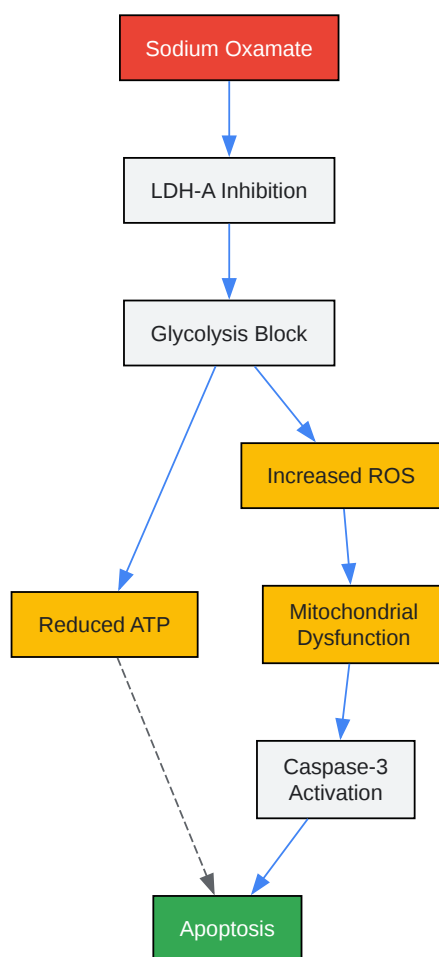 Sodium Oxamate
LDH-A Inhibition
Glycolysis Block
Increased ROS
Reduced ATP
Mitochondrial
Dysfunction
Caspase-3
Activation
Apoptosis